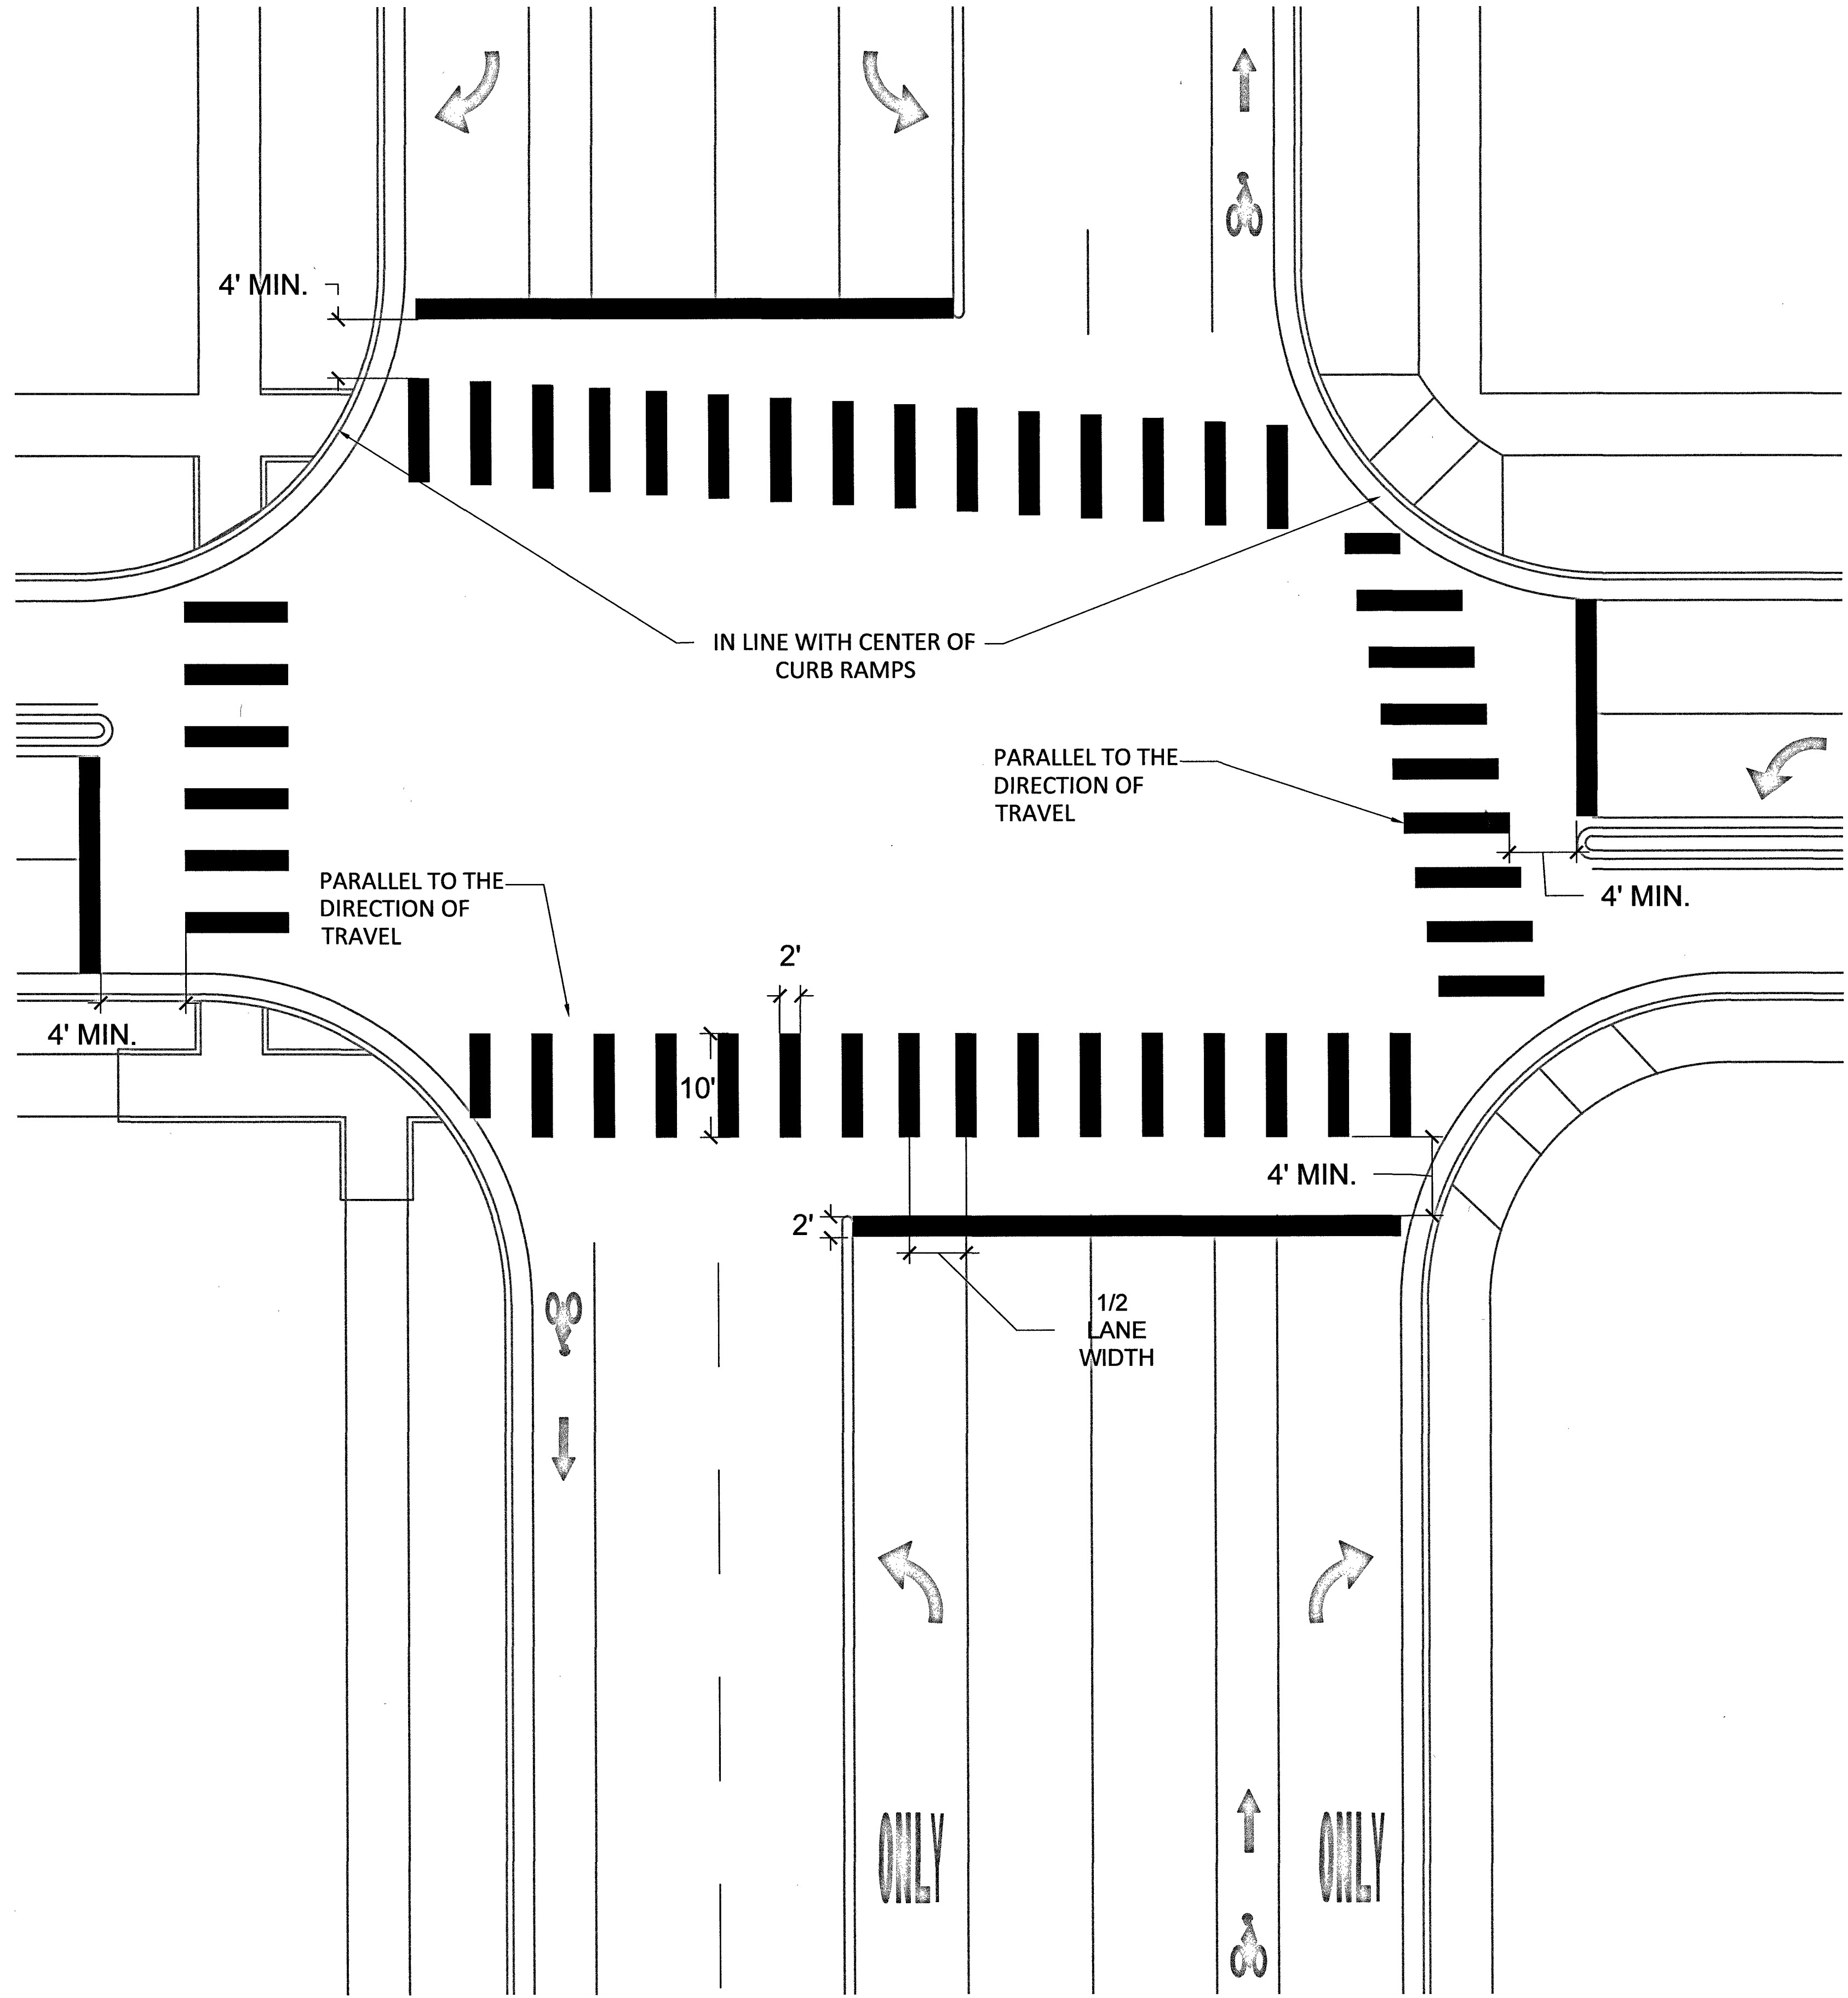 4' MIN.
IN LINE WITH CENTER OF
CURB RAMPS
PARALLEL TO THE
DIRECTION OF
TRAVEL
4' MIN.
PARALLEL TO THE
DIRECTION OF
TRAVEL
2'
4' MIN.
10'
4' MIN.
2'
1/2
LANE
WIDTH
ONLY
ONLY